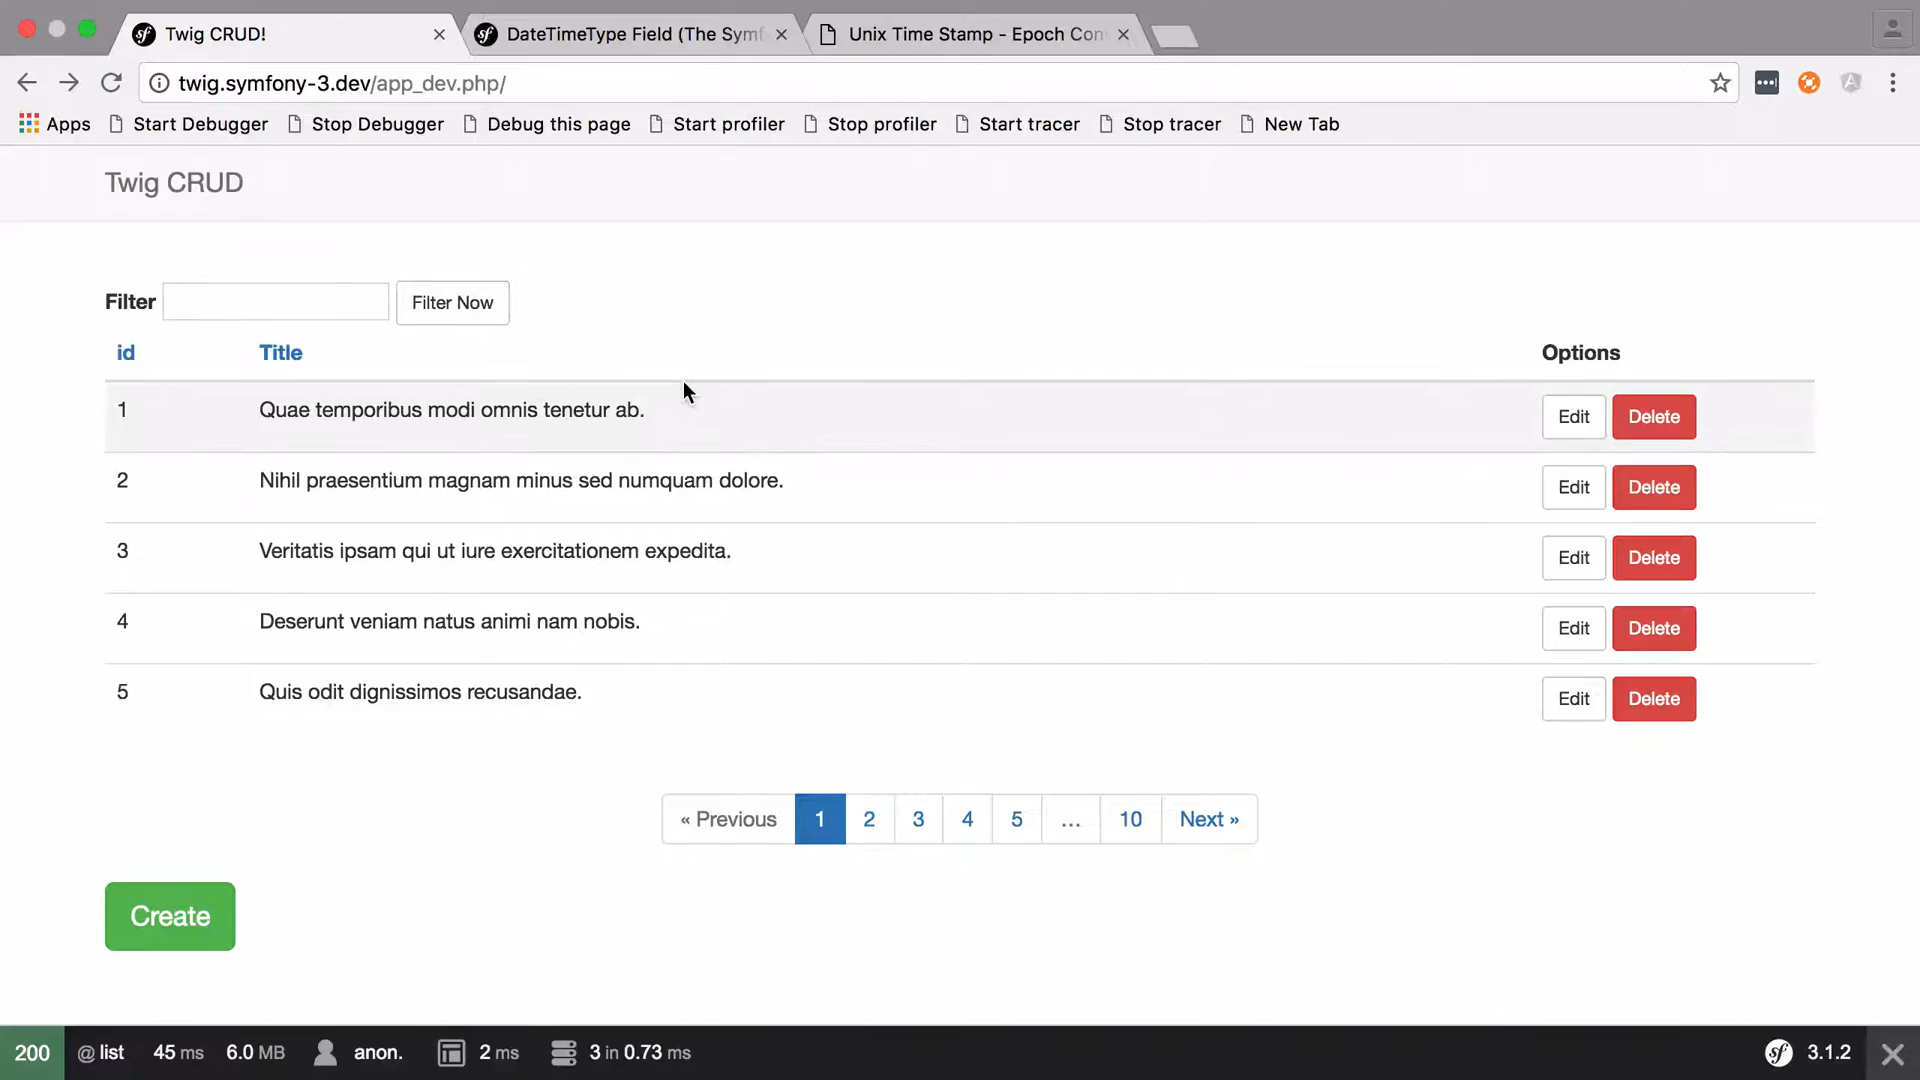 Twig CRUD!
DateTimeType Field (The Symf
Unix Time Stamp - Epoch Con
twig.symfony-3.dev/app_dev.php/
Apps Start Debugger Stop Debugger Debug this page Start profiler Stop profiler Start tracer Stop tracer New Tab
Twig CRUD
Filter Filter Now
id Title Options
1 Quae temporibus modi omnis tenetur ab. Edit Delete
2 Nihil praesentium magnam minus sed numquam dolore. Edit Delete
3 Veritatis ipsam qui ut iure exercitationem expedita. Edit Delete
4 Deserunt veniam natus animi nam nobis. Edit Delete
5 Quis odit dignissimos recusandae. Edit Delete
« Previous 1 2 3 4 5 ... 10 Next »
Create
200 @ list 45 ms 6.0 MB anon. 2 ms 3 in 0.73 ms sf 3.1.2